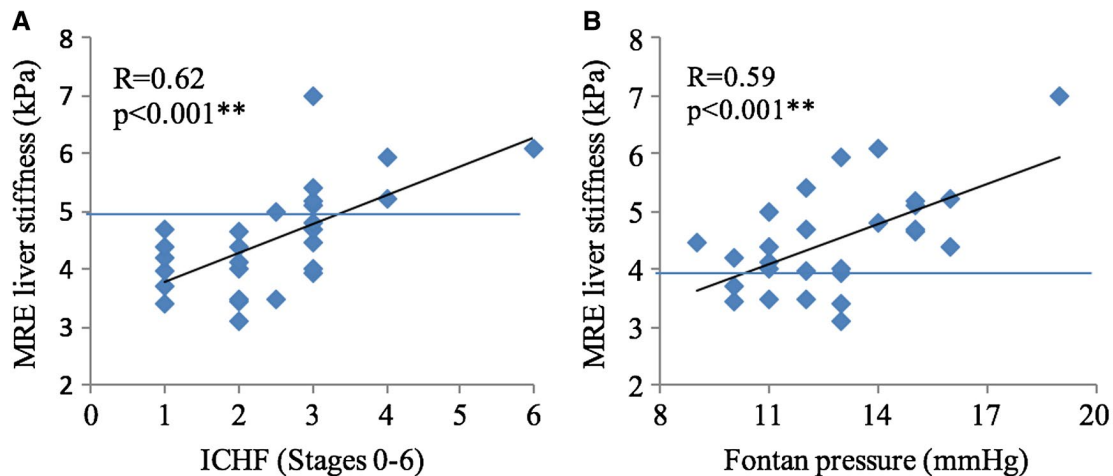 A
R=0.62
p<0.001**
MRE liver stiffness (kPa)
8
7
6
5
4
3
2
0 1 2 3 4 5 6
ICHF (Stages 0-6)
B
R=0.59
p<0.001**
MRE liver stiffness (kPa)
8
7
6
5
4
3
2
8 11 14 17 20
Fontan pressure (mmHg)